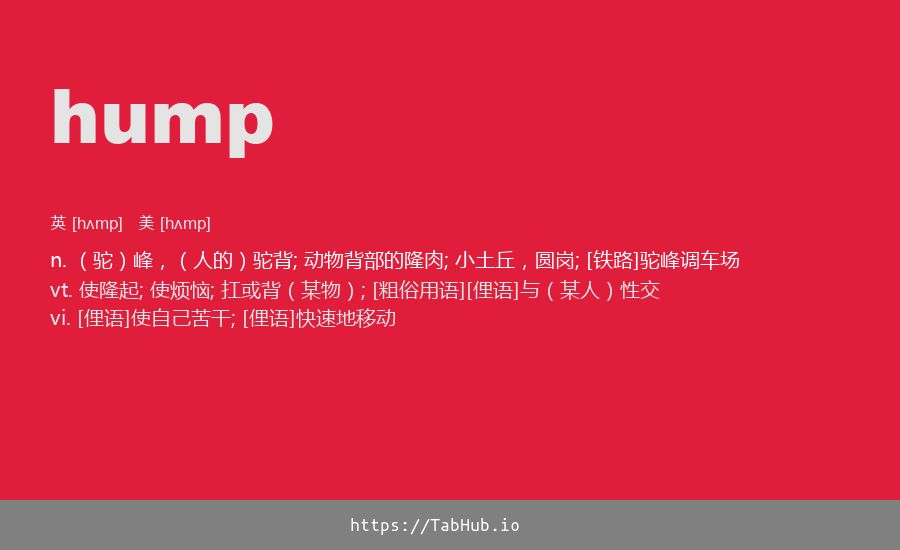 hump
英 [hʌmp] 美 [hʌmp]
n. （驼）峰，（人的）驼背; 动物背部的隆肉; 小土丘，圆岗; [铁路]驼峰调车场
vt. 使隆起; 使烦恼; 扛或背（某物）; [粗俗用语][俚语]与（某人）性交
vi. [俚语]使自己苦干; [俚语]快速地移动
https://TabHub.io